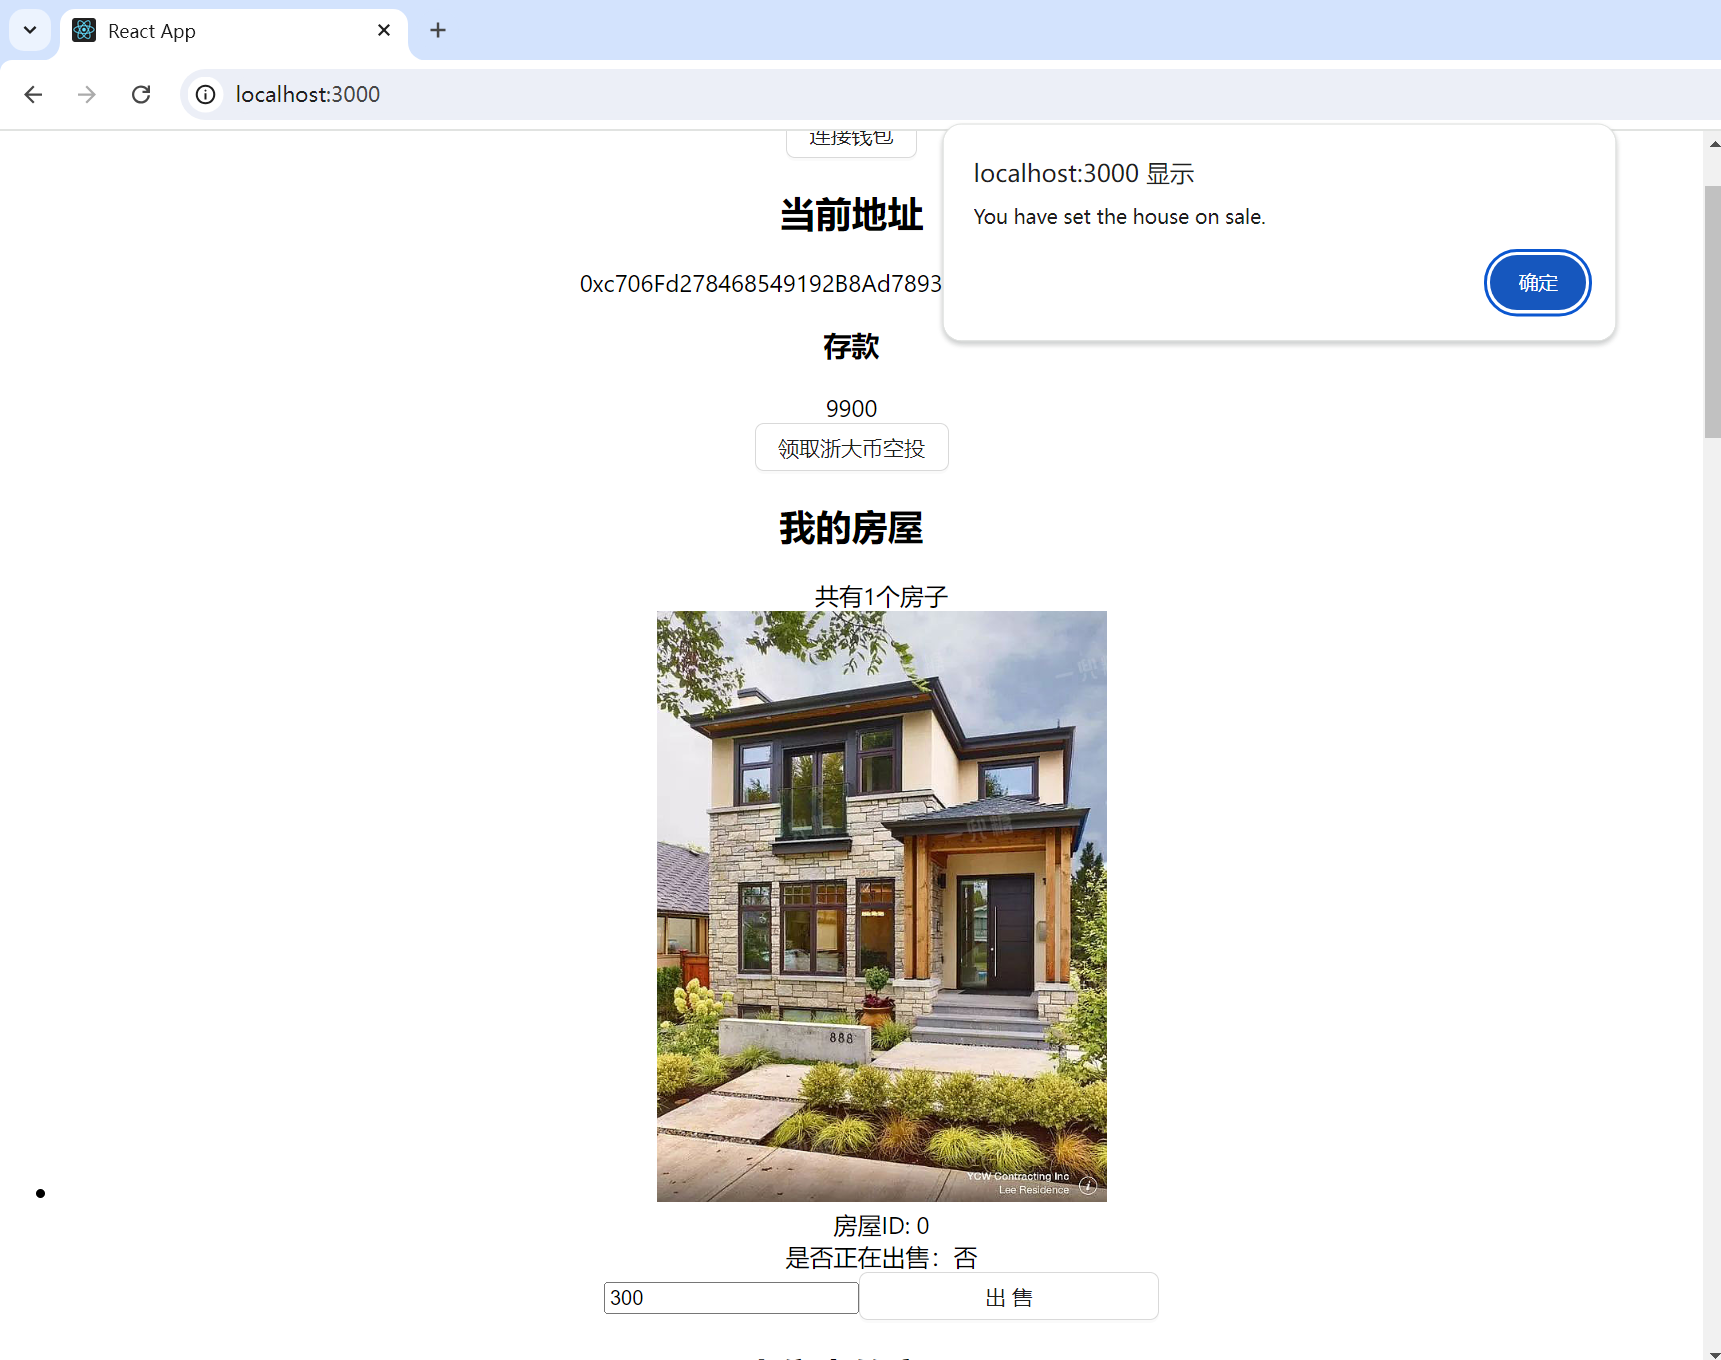 React App
localhost:3000
连接钱包
localhost:3000 显示
You have set the house on sale.
确定
当前地址
0xc706Fd278468549192B8Ad7893
存款
9900
领取浙大币空投
我的房屋
共有1个房子
888
YCW Contracting Inc
Lee Residence
房屋ID: 0
是否正在出售：否
300
出 售